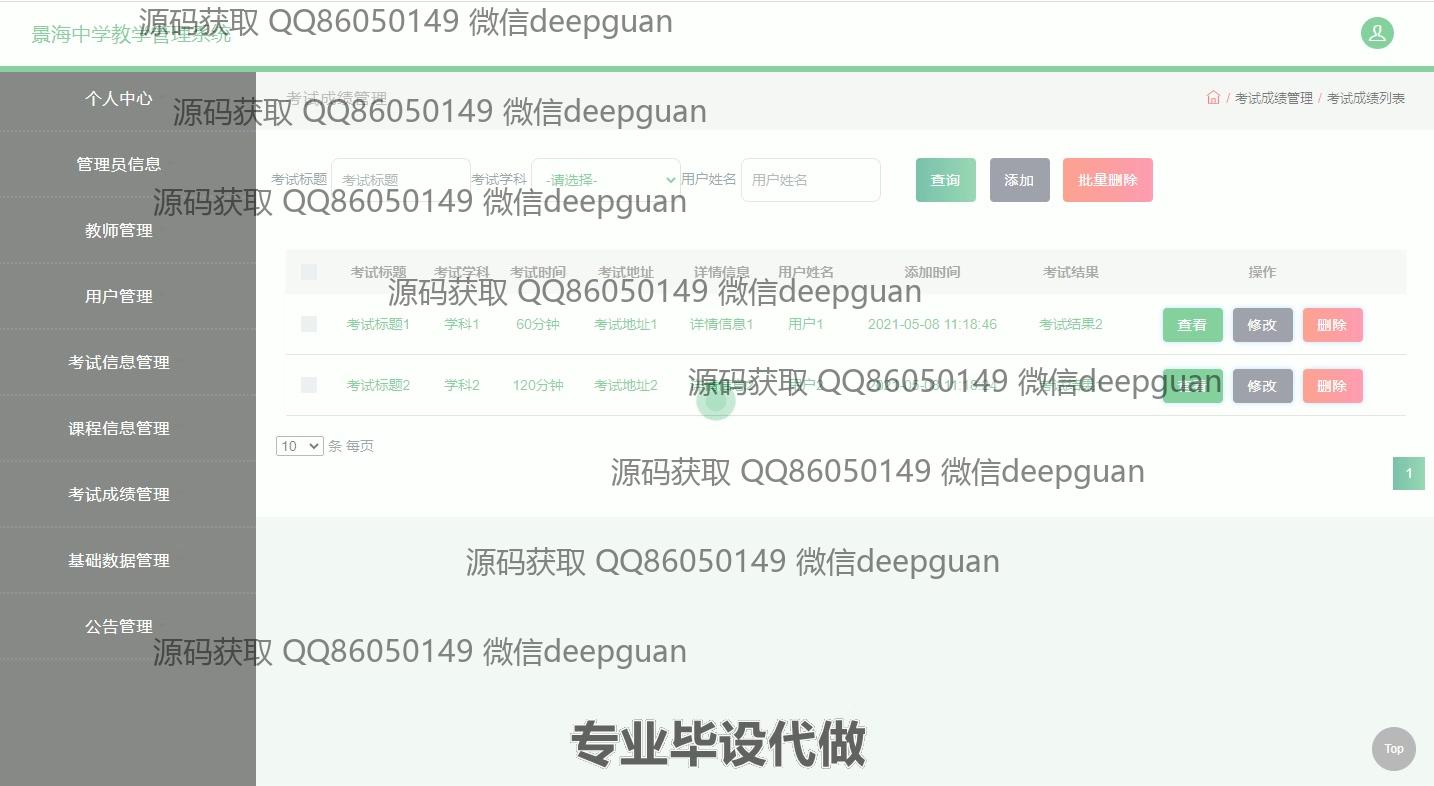 源码获取 QQ86050149 微信deepguan
景海中学教学管理系统
个人中心
管理员信息
教师管理
用户管理
考试信息管理
课程信息管理
考试成绩管理
基础数据管理
公告管理
考试成绩管理
/ 考试成绩管理 / 考试成绩列表
源码获取 QQ86050149 微信deepguan
考试标题 考试标题 考试学科 -请选择- 用户姓名 用户姓名 查询 添加 批量删除
源码获取 QQ86050149 微信deepguan
考试标题 考试学科 考试时间 考试地址 详情信息 用户姓名 添加时间 考试结果 操作
源码获取 QQ86050149 微信deepguan
考试标题1 学科1 60分钟 考试地址1 详情信息1 用户1 2021-05-08 11:18:46 考试结果2 查看 修改 删除
考试标题2 学科2 120分钟 考试地址2 修改 删除
源码获取 QQ86050149 微信deepguan
10 条 每页
源码获取 QQ86050149 微信deepguan
1
源码获取 QQ86050149 微信deepguan
源码获取 QQ86050149 微信deepguan
专业毕设代做
Top